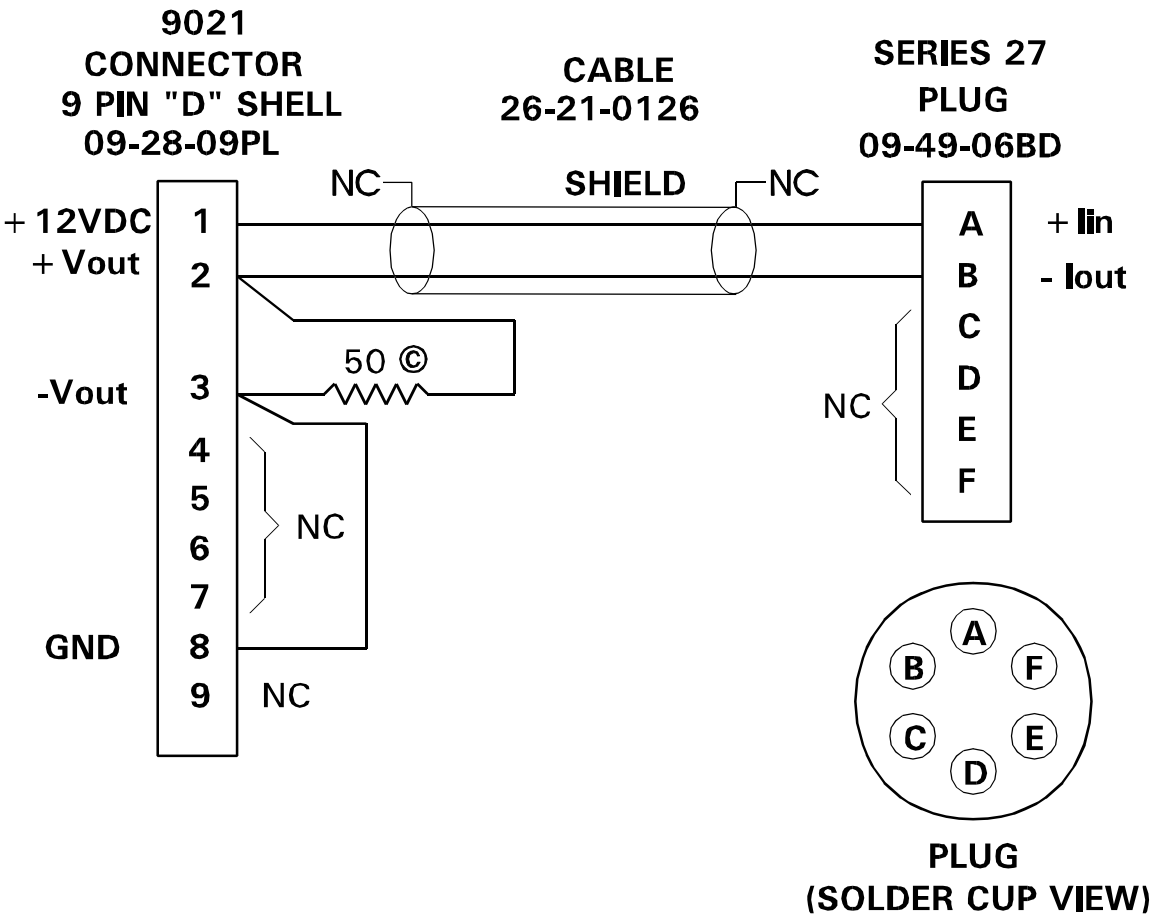 9021
CONNECTOR
9 PIN "D" SHELL
09-28-09PL
CABLE
26-21-0126
SERIES 27
PLUG
09-49-06BD
NC
SHIELD
NC
+ 12VDC
1
A
+ Iin
+ Vout
2
B
- Iout
C
50 ©
-Vout
3
D
NC
E
4
F
5
NC
6
7
GND
8
9
NC
A
B
F
C
E
D
PLUG
(SOLDER CUP VIEW)